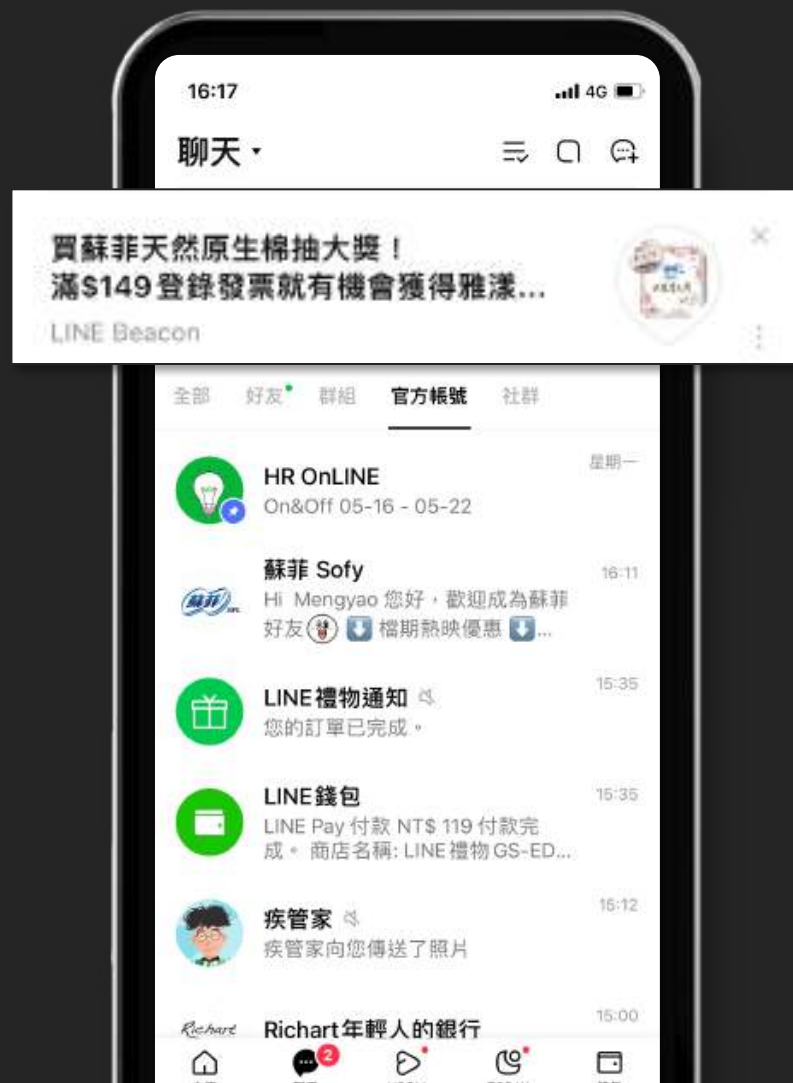 16:17
4G
聊天
買蘇菲天然原生棉抽大獎！
滿$149登錄發票就有機會獲得雅漾...
LINE Beacon
全部 好友 群組 官方帳號 社群
HR OnLINE
星期一
On&Off 05-16 - 05-22
蘇菲
蘇菲 Sofy
16:11
Hi Mengyao 您好，歡迎成為蘇菲
好友 檔期熱映優惠 ...
LINE禮物通知
15:35
您的訂單已完成。
LINE錢包
15:35
LINE Pay 付款 NT$ 119 付款完
成。 商店名稱: LINE禮物 GS-ED...
疾管家
15:12
疾管家向您傳送了照片
Richart
Richart年輕人的銀行
15:00
2